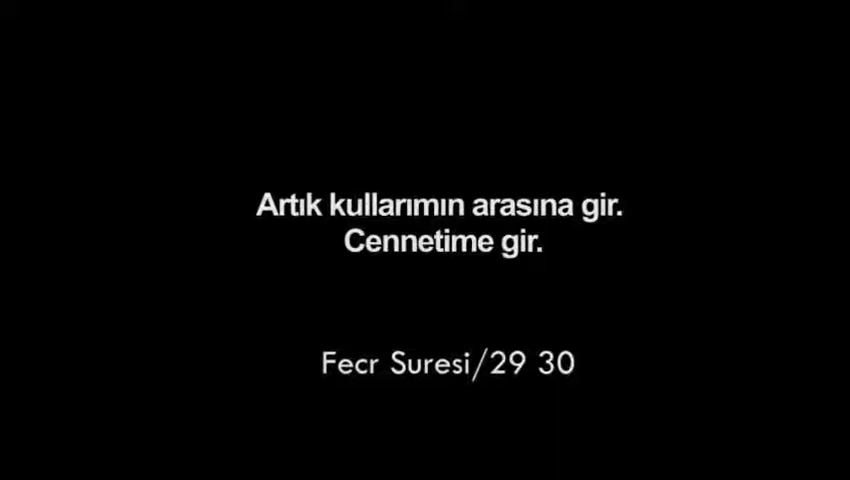 Artık kullarımın arasına gir.
Cennetime gir.
Fecr Suresi/29 30